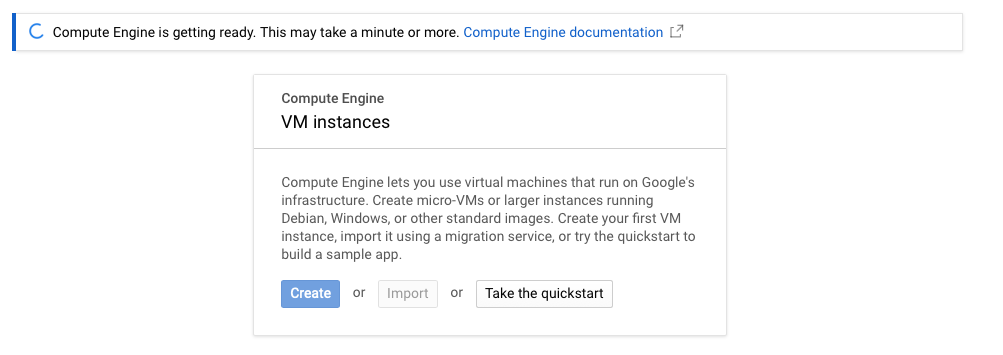 Compute Engine is getting ready. This may take a minute or more. Compute Engine documentation
Compute Engine
VM instances
Compute Engine lets you use virtual machines that run on Google's
infrastructure. Create micro-VMs or larger instances running
Debian, Windows, or other standard images. Create your first VM
instance, import it using a migration service, or try the quickstart to
build a sample app.
Create or Import or Take the quickstart